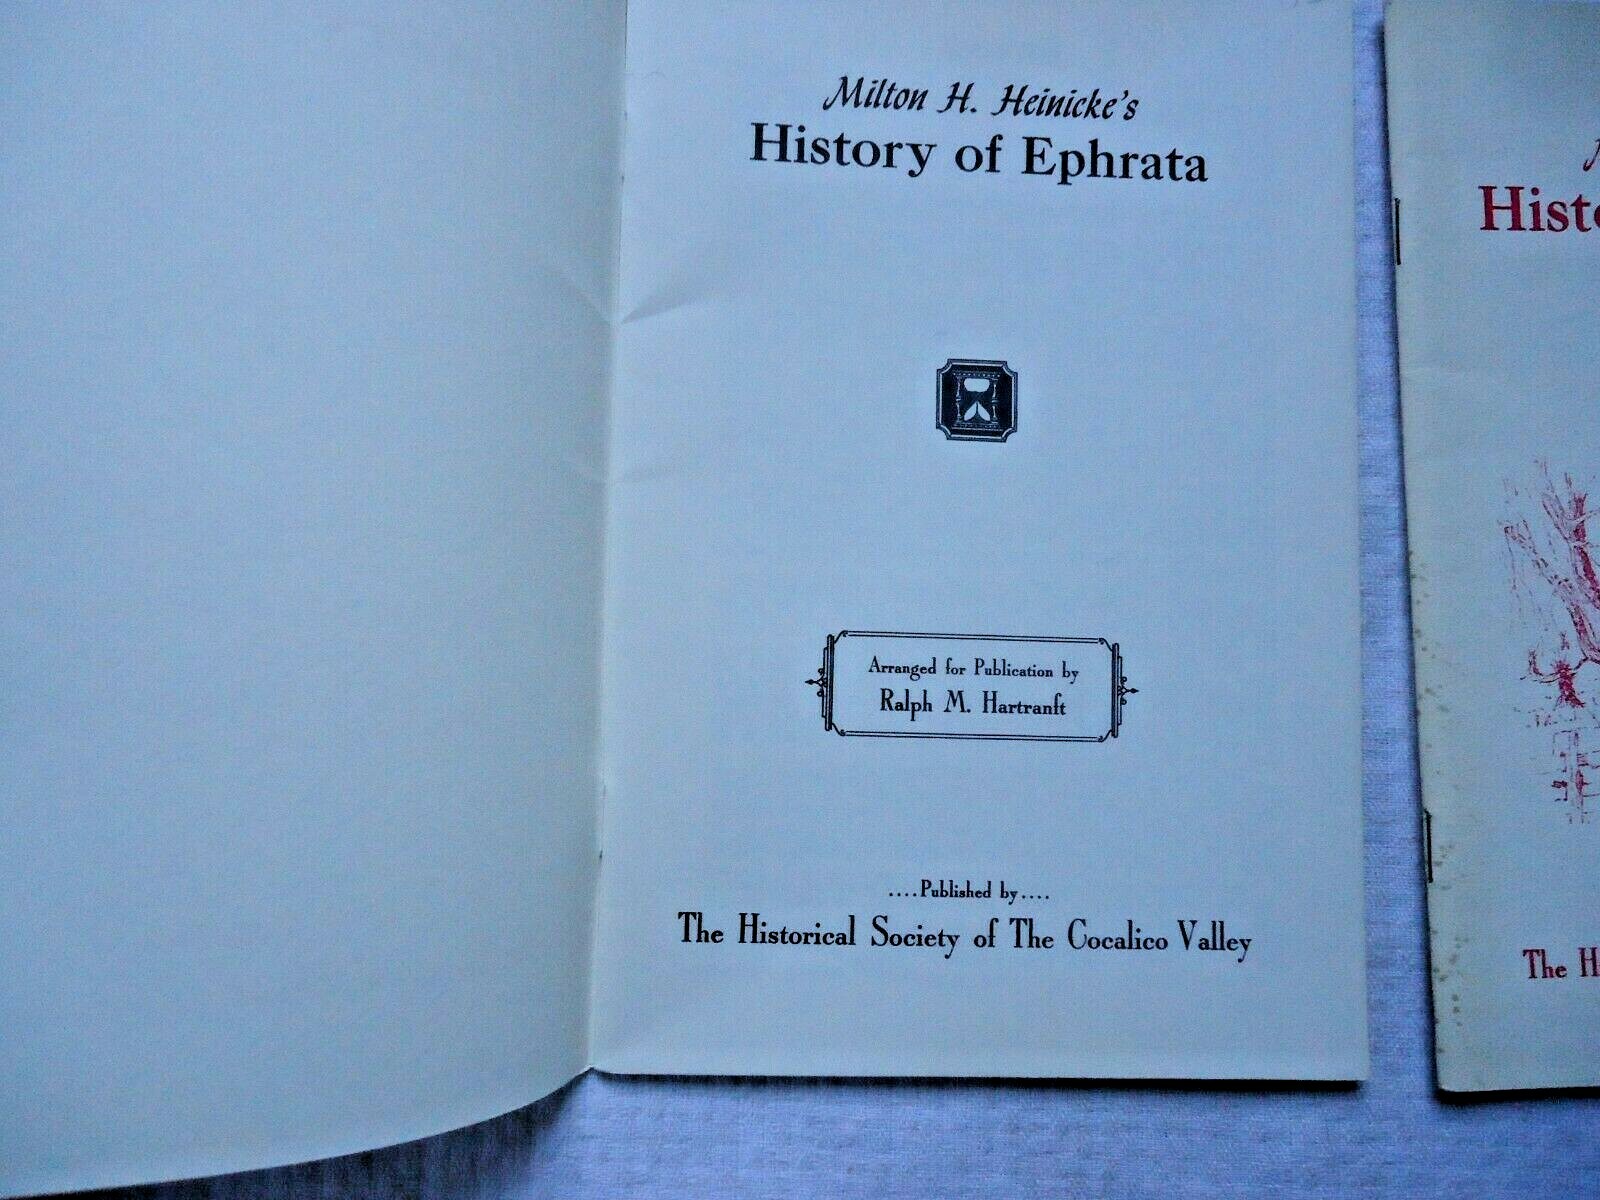 Milton H. Heinicke's
History of Ephrata
Arranged for Publication by
Ralph M. Hartranft
....Published by....
The Historical Society of The Cocalico Valley
The